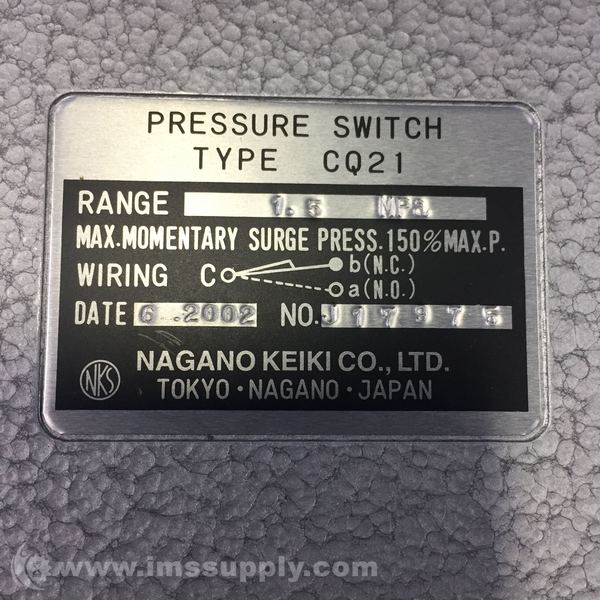 PRESSURE SWITCH
TYPE CQ21
RANGE 1.5 MPa
MAX.MOMENTARY SURGE PRESS.150%MAX.P.
WIRING C b(N.C.)
a(N.O.)
DATE 6 .2002 NO.J17975
NKS
NAGANO KEIKI CO., LTD.
TOKYO・NAGANO・JAPAN
©www.imssupply.com